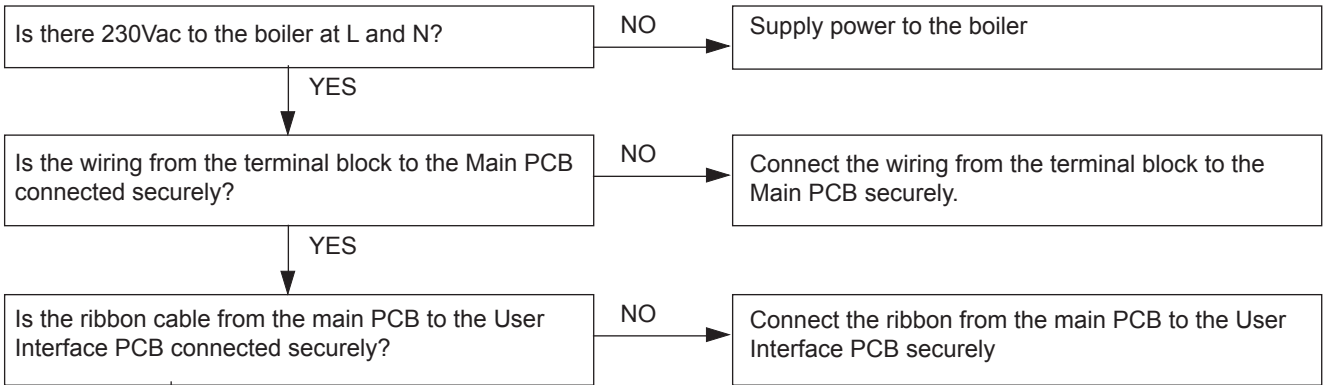 Is there 230Vac to the boiler at L and N?
NO
Supply power to the boiler
YES
Is the wiring from the terminal block to the Main PCB
connected securely?
NO
Connect the wiring from the terminal block to the
Main PCB securely.
YES
Is the ribbon cable from the main PCB to the User
Interface PCB connected securely?
NO
Connect the ribbon from the main PCB to the User
Interface PCB securely